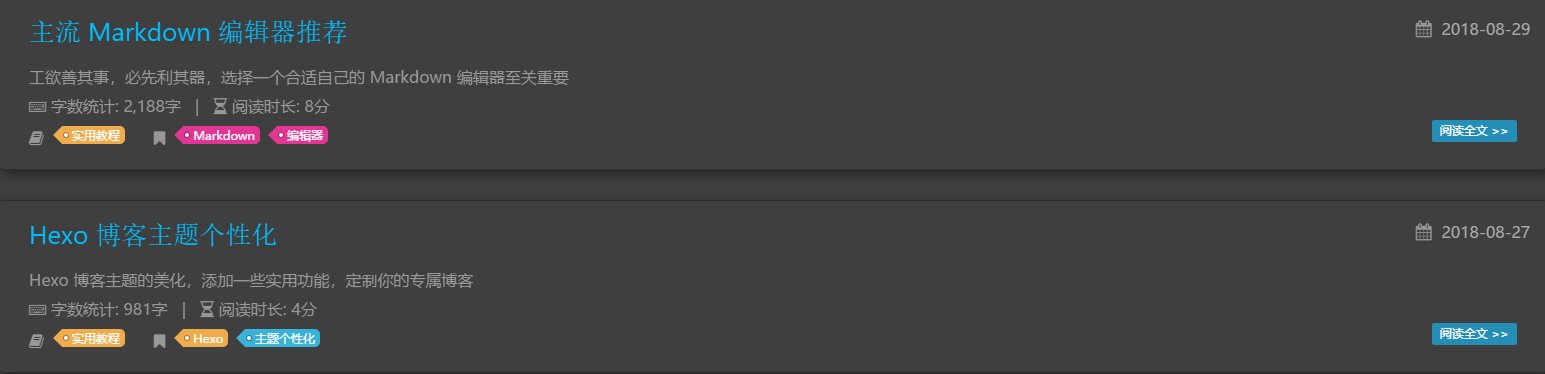 主流 Markdown 编辑器推荐
2018-08-29
工欲善其事，必先利其器，选择一个合适自己的 Markdown 编辑器至关重要
字数统计: 2,188字 | 阅读时长: 8分
实用教程 Markdown 编辑器
阅读全文 >>
Hexo 博客主题个性化
2018-08-27
Hexo 博客主题的美化，添加一些实用功能，定制你的专属博客
字数统计: 981字 | 阅读时长: 4分
实用教程 Hexo 主题个性化
阅读全文 >>